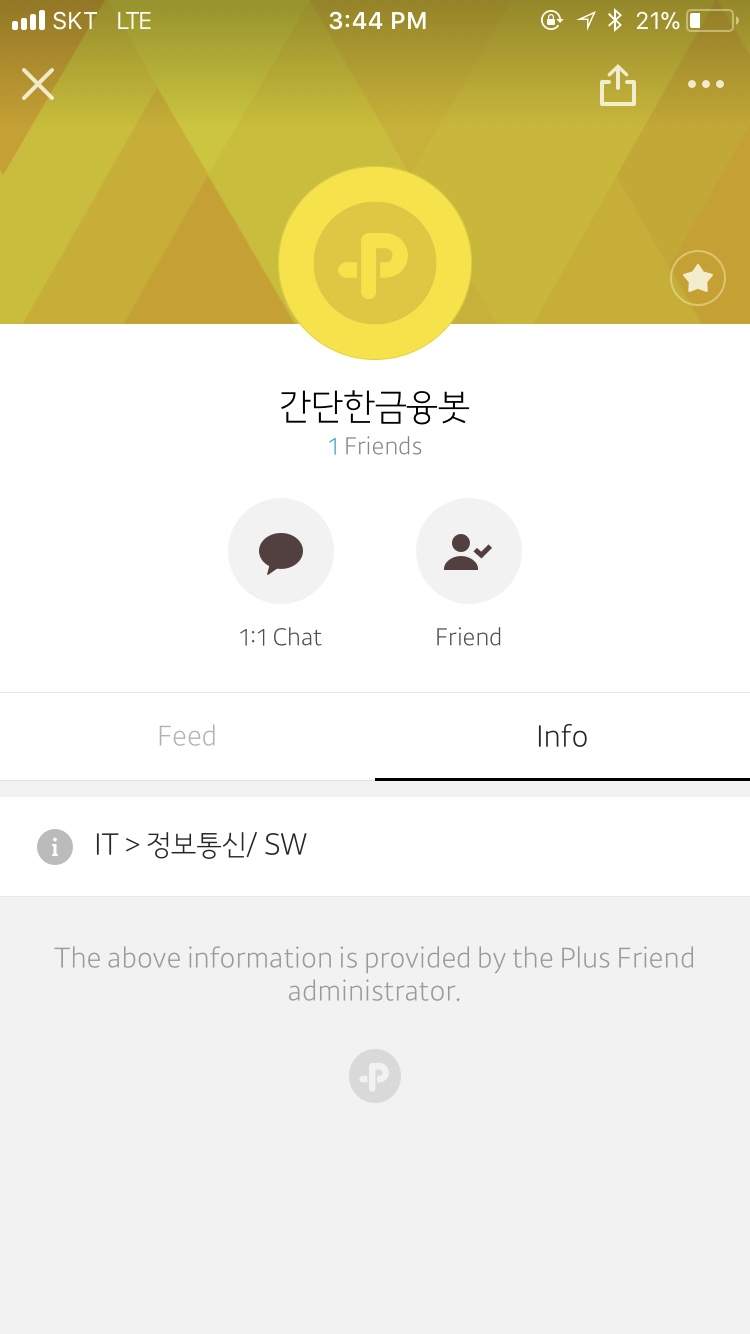 SKT LTE 3:44 PM 21%
간단한금융봇
1 Friends
1:1 Chat Friend
Feed Info
IT > 정보통신/ SW
The above information is provided by the Plus Friend
administrator.